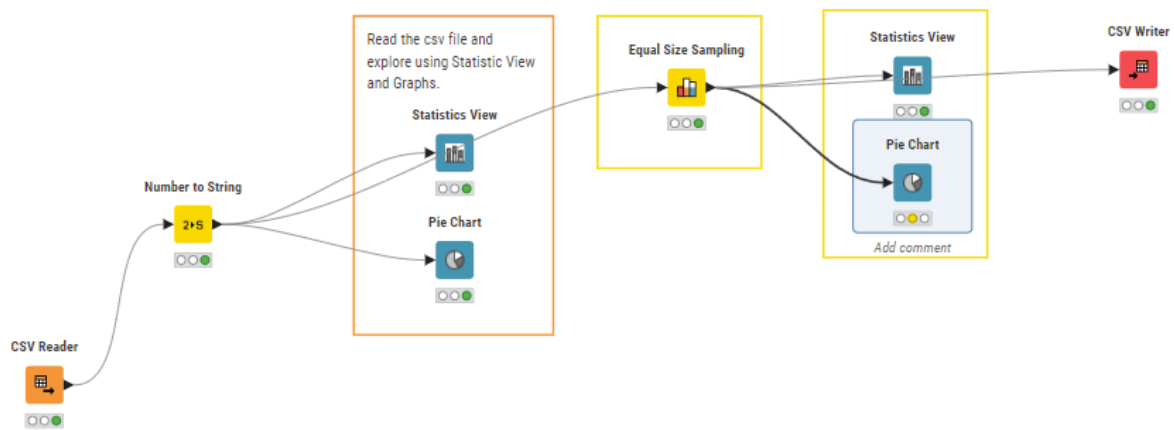 Read the csv file and
explore using Statistic View
and Graphs.
Statistics View
Pie Chart
Number to String
2▸S
CSV Reader
Equal Size Sampling
Statistics View
Pie Chart
Add comment
CSV Writer